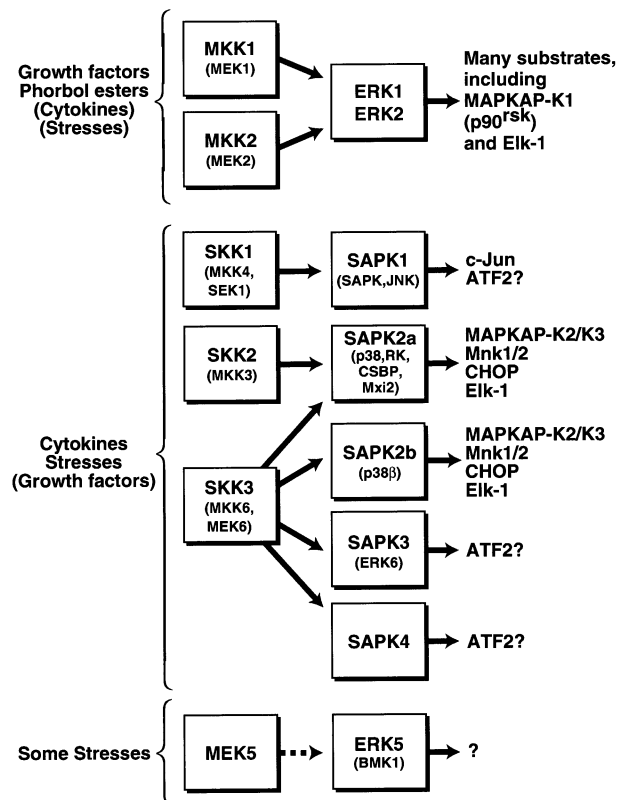 Growth factors
Phorbol esters
(Cytokines)
(Stresses)
MKK1
(MEK1)
MKK2
(MEK2)
ERK1
ERK2
Many substrates,
including
MAPKAP-K1
(p90rsk)
and Elk-1
Cytokines
Stresses
(Growth factors)
SKK1
(MKK4,
SEK1)
SAPK1
(SAPK,JNK)
c-Jun
ATF2?
SKK2
(MKK3)
SAPK2a
(p38,RK,
CSBP,
Mxi2)
MAPKAP-K2/K3
Mnk1/2
CHOP
Elk-1
SKK3
(MKK6,
MEK6)
SAPK2b
(p38β)
MAPKAP-K2/K3
Mnk1/2
CHOP
Elk-1
SAPK3
(ERK6)
ATF2?
SAPK4
ATF2?
Some Stresses
MEK5
ERK5
(BMK1)
?